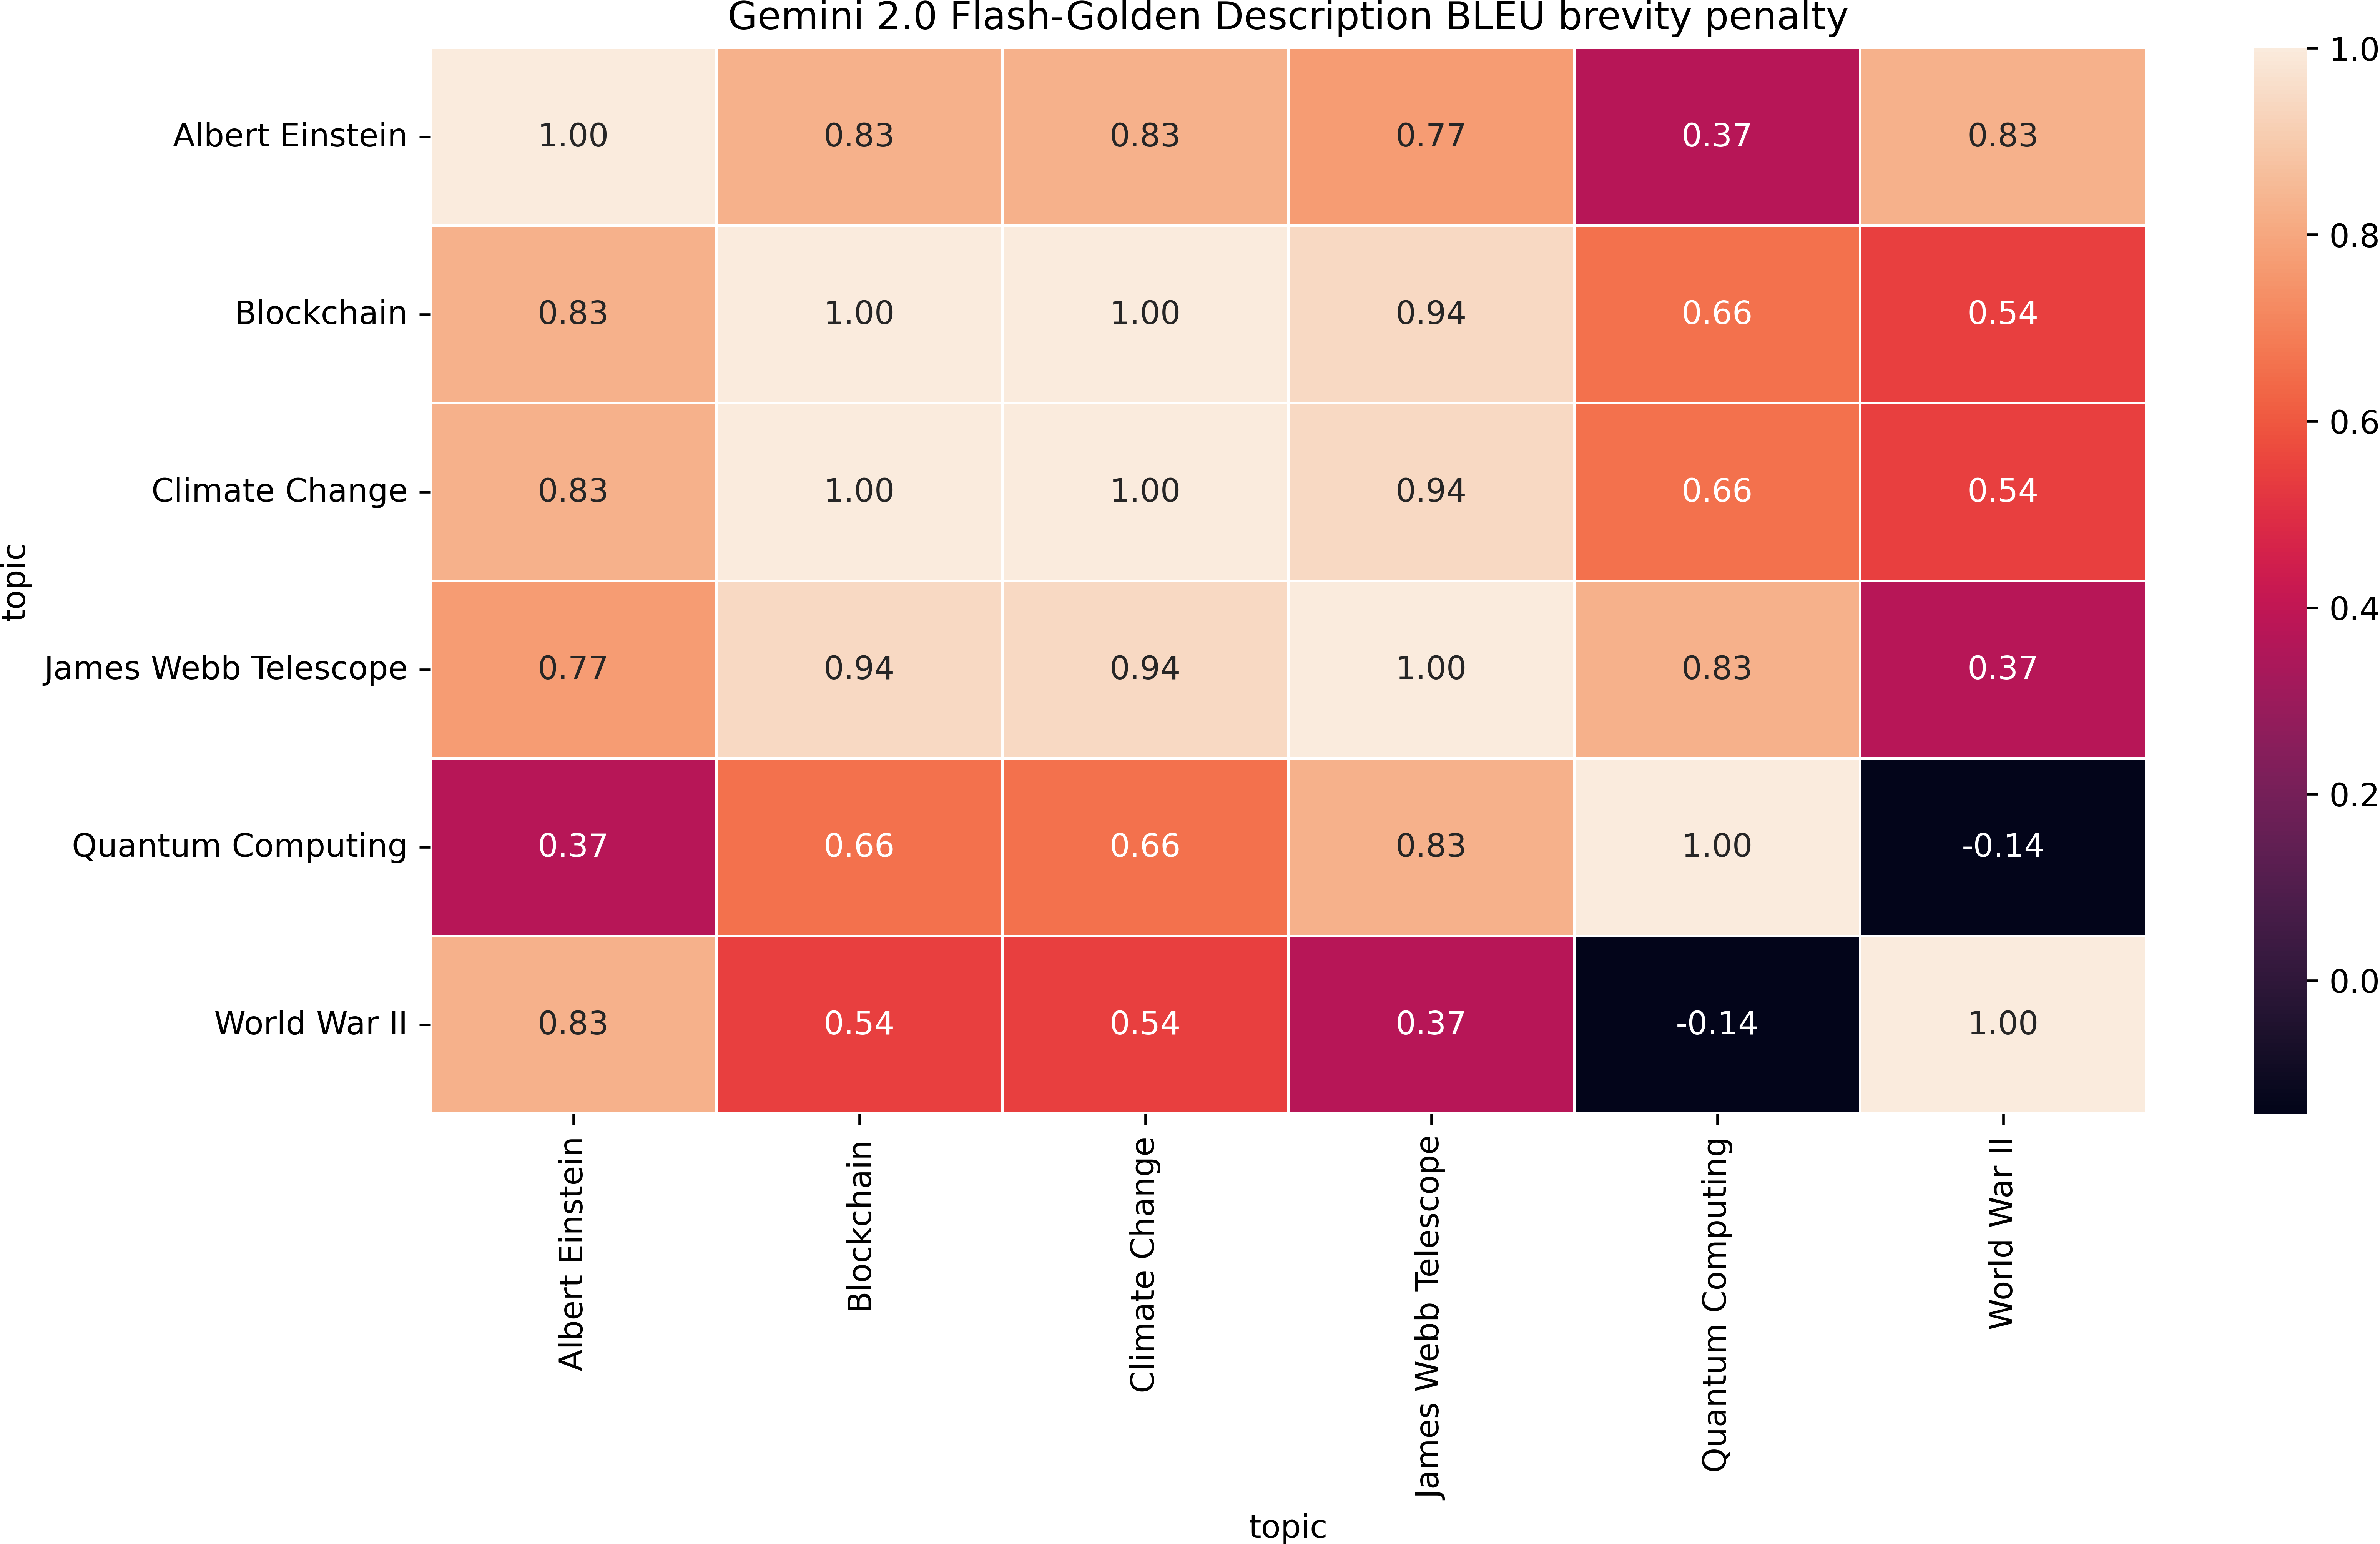 Gemini 2.0 Flash-Golden Description BLEU brevity penalty
topic
Albert Einstein 1.00 0.83 0.83 0.77 0.37 0.83
Blockchain 0.83 1.00 1.00 0.94 0.66 0.54
Climate Change 0.83 1.00 1.00 0.94 0.66 0.54
James Webb Telescope 0.77 0.94 0.94 1.00 0.83 0.37
Quantum Computing 0.37 0.66 0.66 0.83 1.00 -0.14
World War II 0.83 0.54 0.54 0.37 -0.14 1.00
Albert Einstein
Blockchain
Climate Change
James Webb Telescope
Quantum Computing
World War II
topic
1.0
0.8
0.6
0.4
0.2
0.0